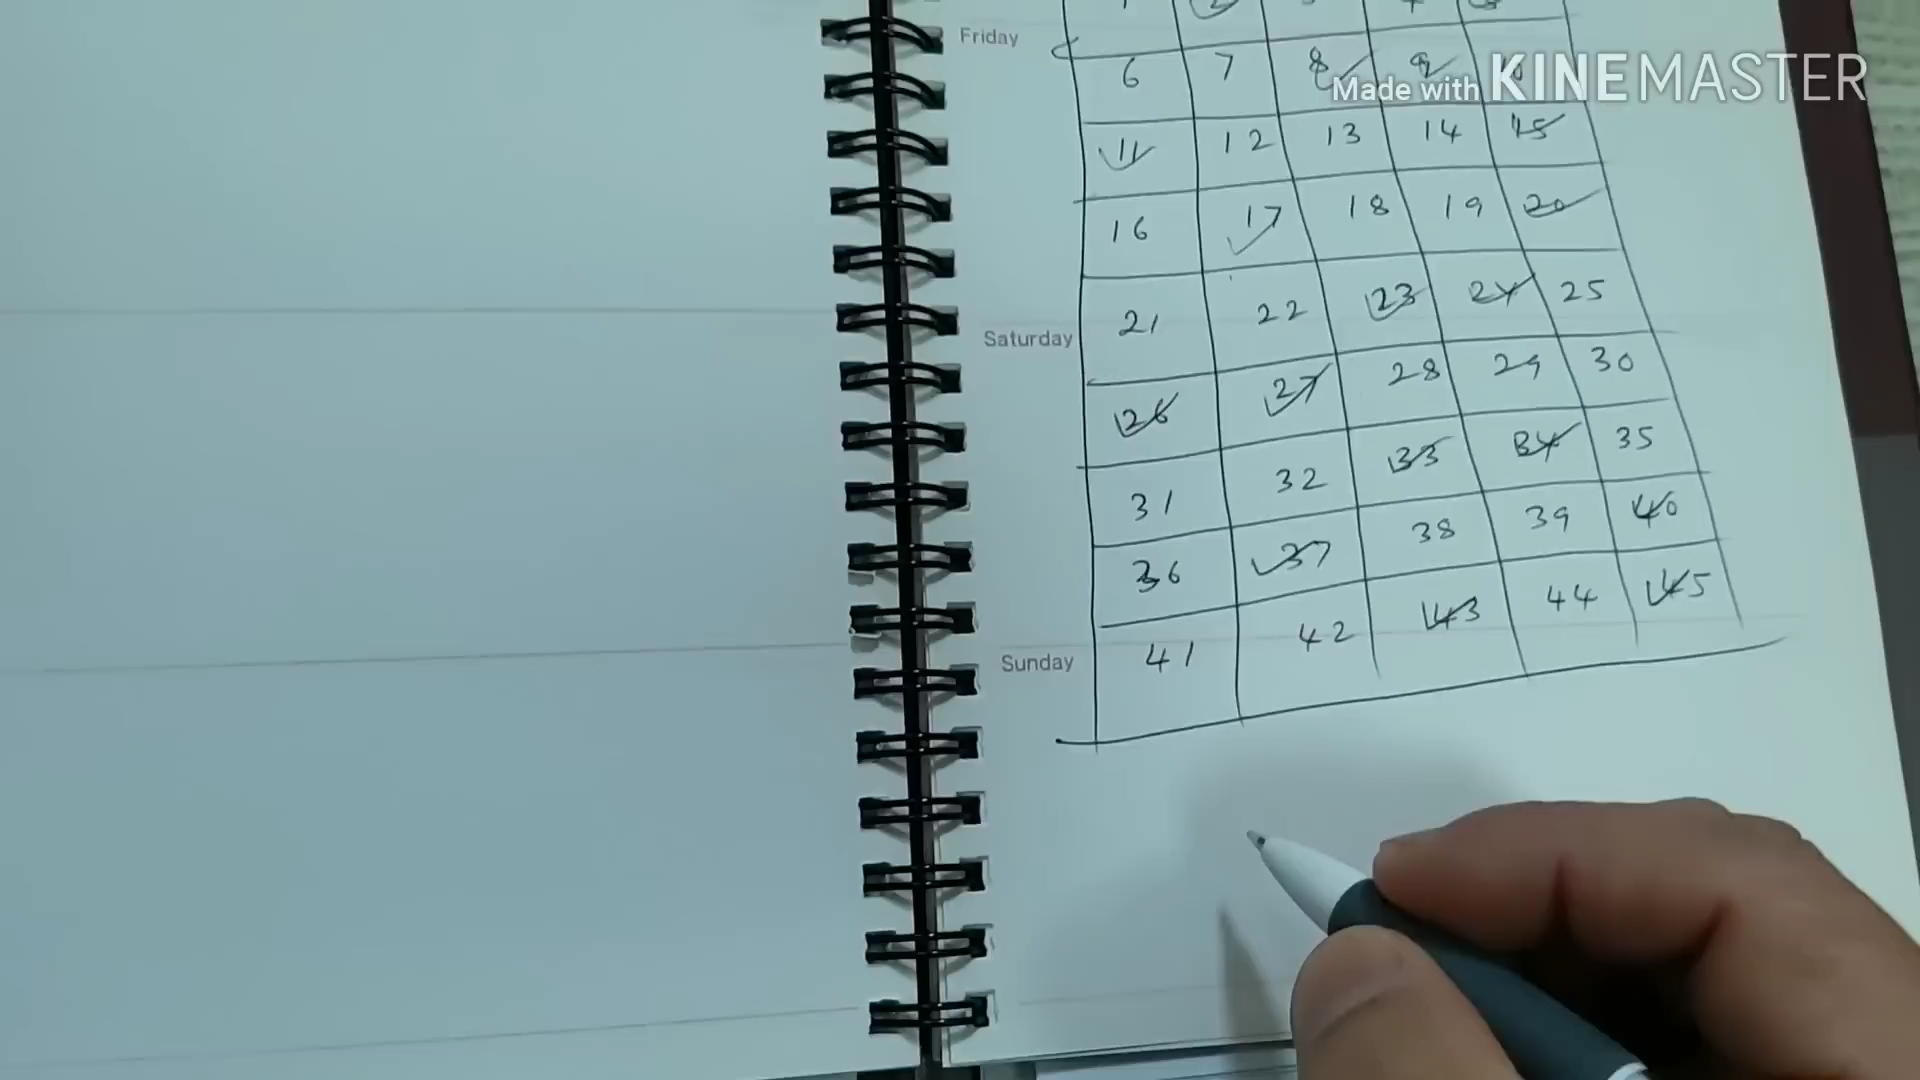 Friday
6 7 8 9 10
Made with KINEMASTER
11 12 13 14 15
16 17 18 19 20
21 22 23 24 25
Saturday
26 27 28 29 30
31 32 33 34 35
36 37 38 39 40
41 42 43 44 45
Sunday